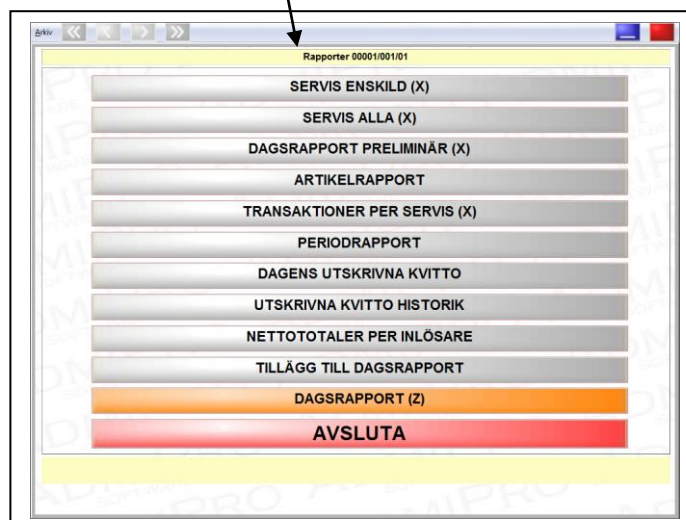 Arkiv
Rapporter 00001/001/01
SERVIS ENSKILD (X)
SERVIS ALLA (X)
DAGSRAPPORT PRELIMINÄR (X)
ARTIKELRAPPORT
TRANSAKTIONER PER SERVIS (X)
PERIODRAPPORT
DAGENS UTSKRIVNA KVITTO
UTSKRIVNA KVITTO HISTORIK
NETTOTOTALER PER INLÖSARE
TILLÄGG TILL DAGSRAPPORT
DAGSRAPPORT (Z)
AVSLUTA